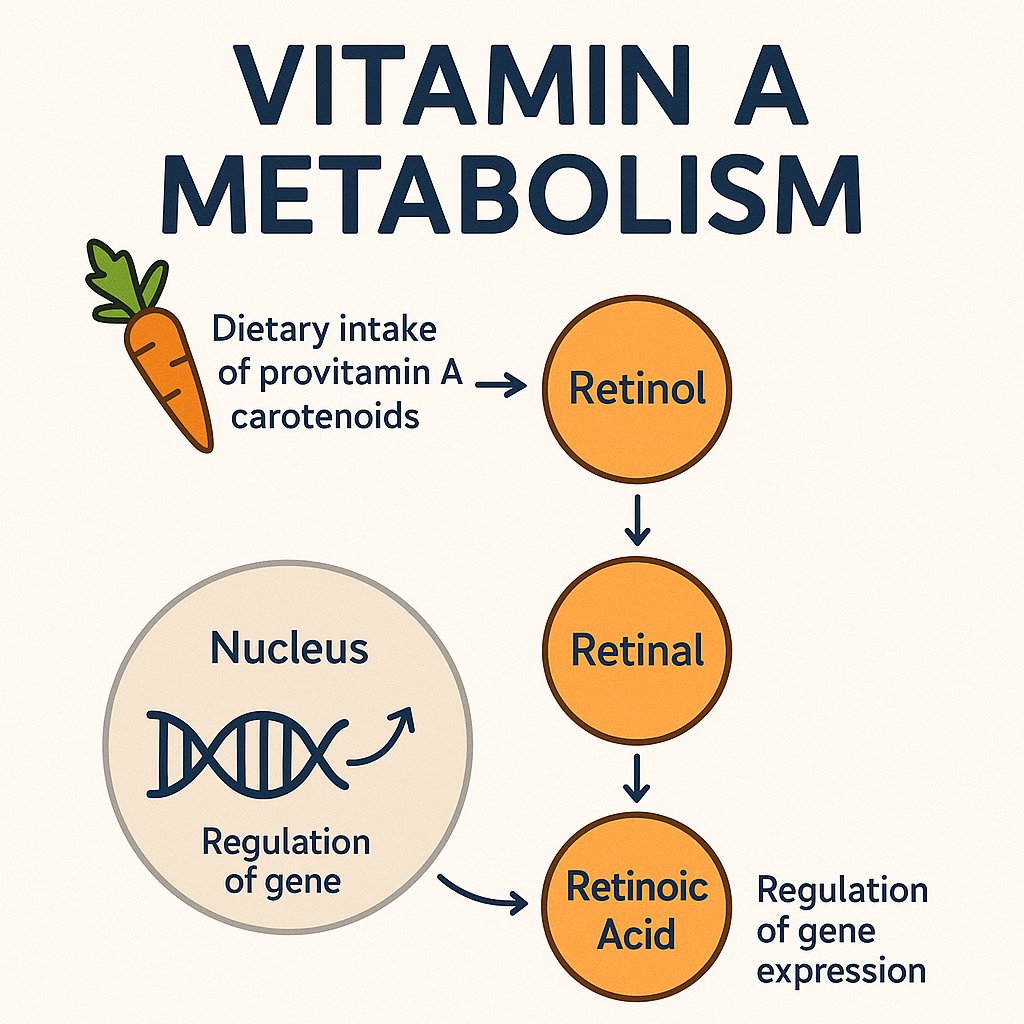 VITAMIN A
METABOLISM
Dietary intake
of provitamin A
carotenoids
Retinol
Retinal
Nucleus
Regulation
of gene
Retinoic
Acid
Regulation
of gene
expression